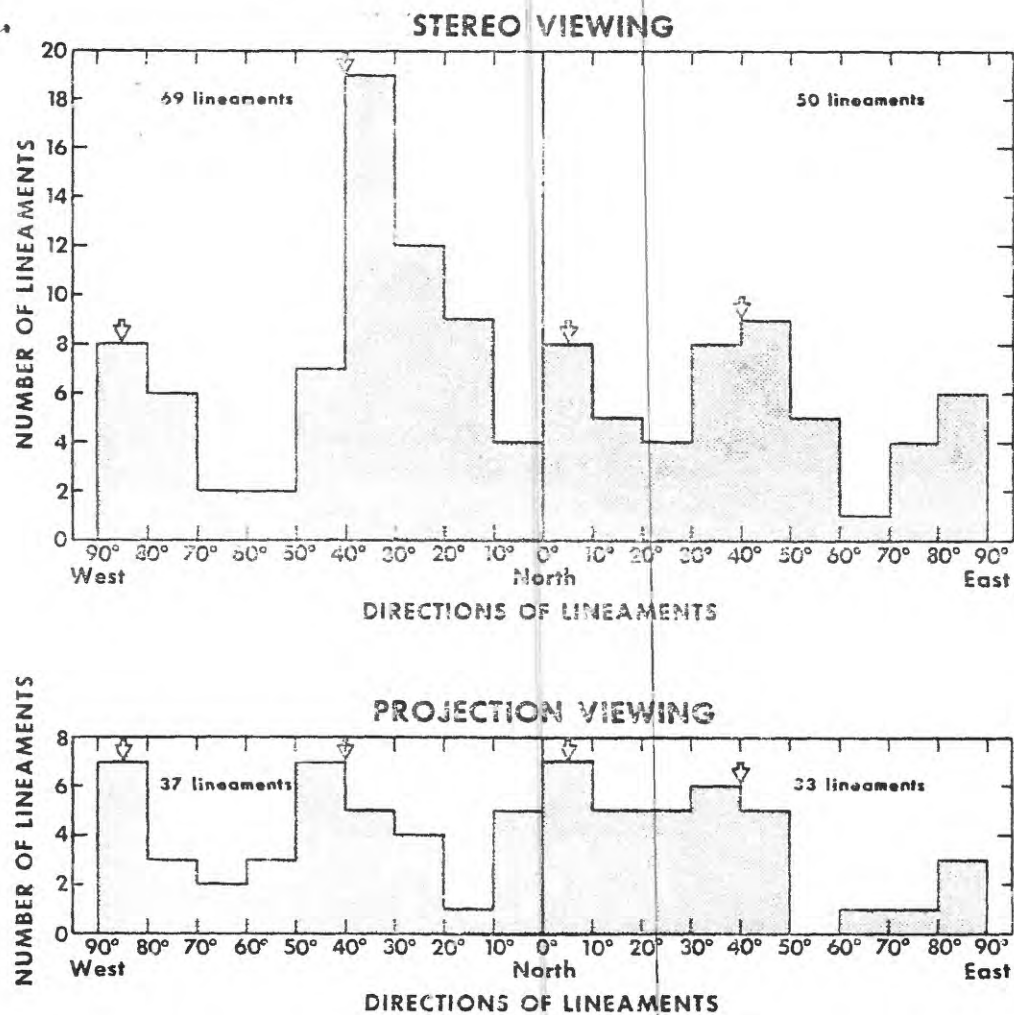 STEREO VIEWING
NUMBER OF LINEAMENTS
20
18
16
14
12
10
8
6
4
2
0
69 lineaments
50 lineaments
90° 80° 70° 60° 50° 40° 30° 20° 10° 0° 10° 20° 30° 40° 50° 60° 70° 80° 90°
West North East
DIRECTIONS OF LINEAMENTS
PROJECTION VIEWING
NUMBER OF LINEAMENTS
8
6
4
2
0
37 lineaments
33 lineaments
90° 80° 70° 60° 50° 40° 30° 20° 10° 0° 10° 20° 30° 40° 50° 60° 70° 80° 90°
West North East
DIRECTIONS OF LINEAMENTS